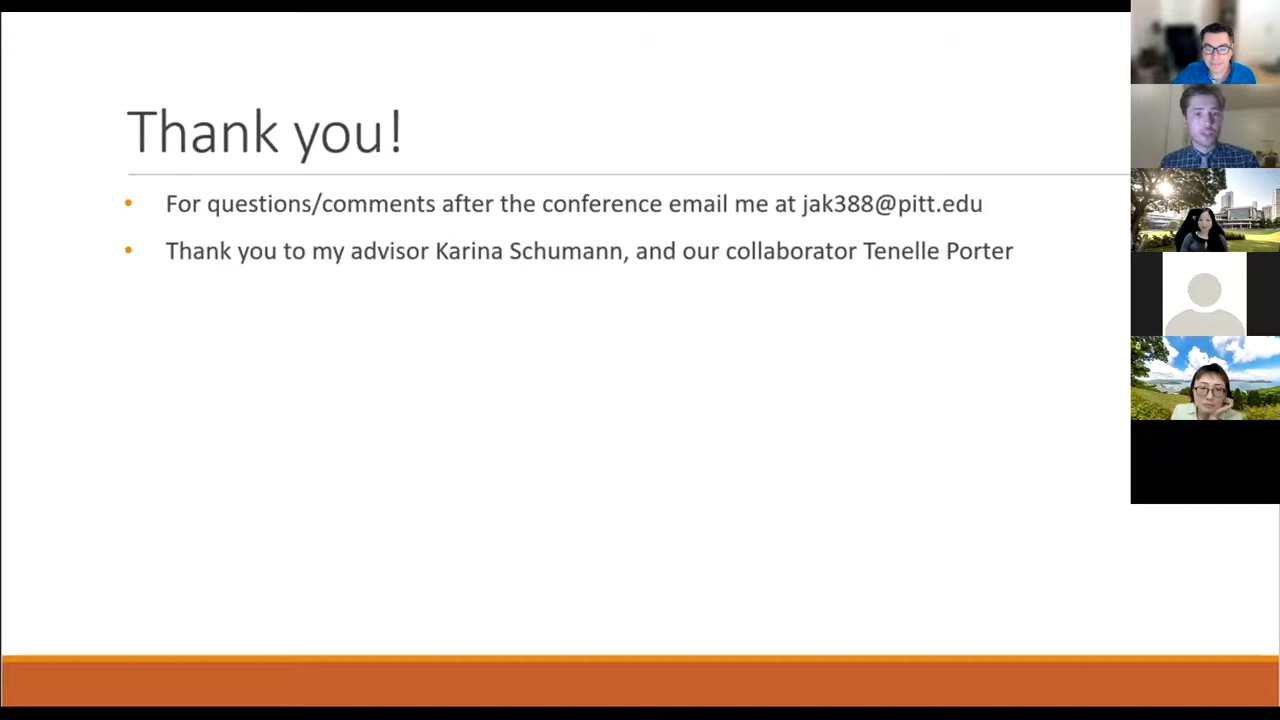 Thank you!
For questions/comments after the conference email me at jak388@pitt.edu
Thank you to my advisor Karina Schumann, and our collaborator Tenelle Porter